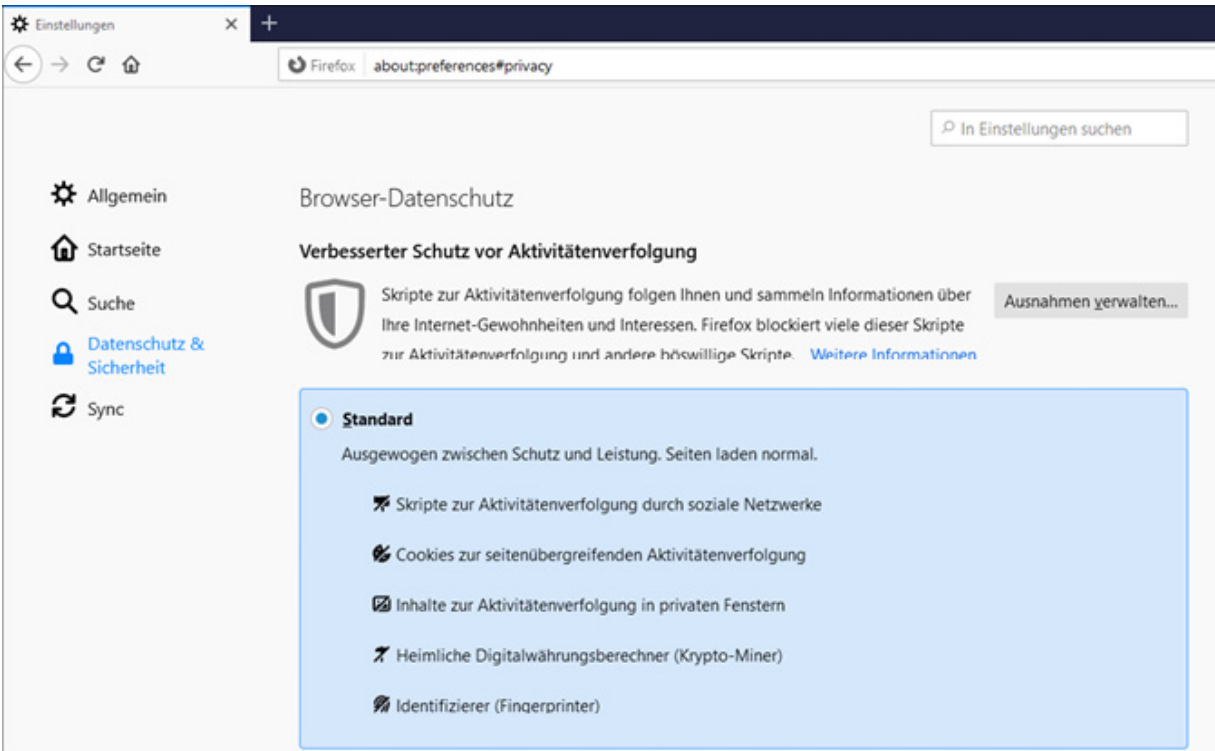 Einstellungen
Firefox about:preferences#privacy
In Einstellungen suchen
Allgemein
Startseite
Suche
Datenschutz &
Sicherheit
Sync
Browser-Datenschutz
Verbesserter Schutz vor Aktivitätenverfolgung
Skripte zur Aktivitätenverfolgung folgen Ihnen und sammeln Informationen über
Ihre Internet-Gewohnheiten und Interessen. Firefox blockiert viele dieser Skripte
zur Aktivitätenverfolgung und andere böswillige Skripte. Weitere Informationen
Ausnahmen verwalten...
Standard
Ausgewogen zwischen Schutz und Leistung. Seiten laden normal.
Skripte zur Aktivitätenverfolgung durch soziale Netzwerke
Cookies zur seitenübergreifenden Aktivitätenverfolgung
Inhalte zur Aktivitätenverfolgung in privaten Fenstern
Heimliche Digitalwährungsberechner (Krypto-Miner)
Identifizierer (Fingerprinter)